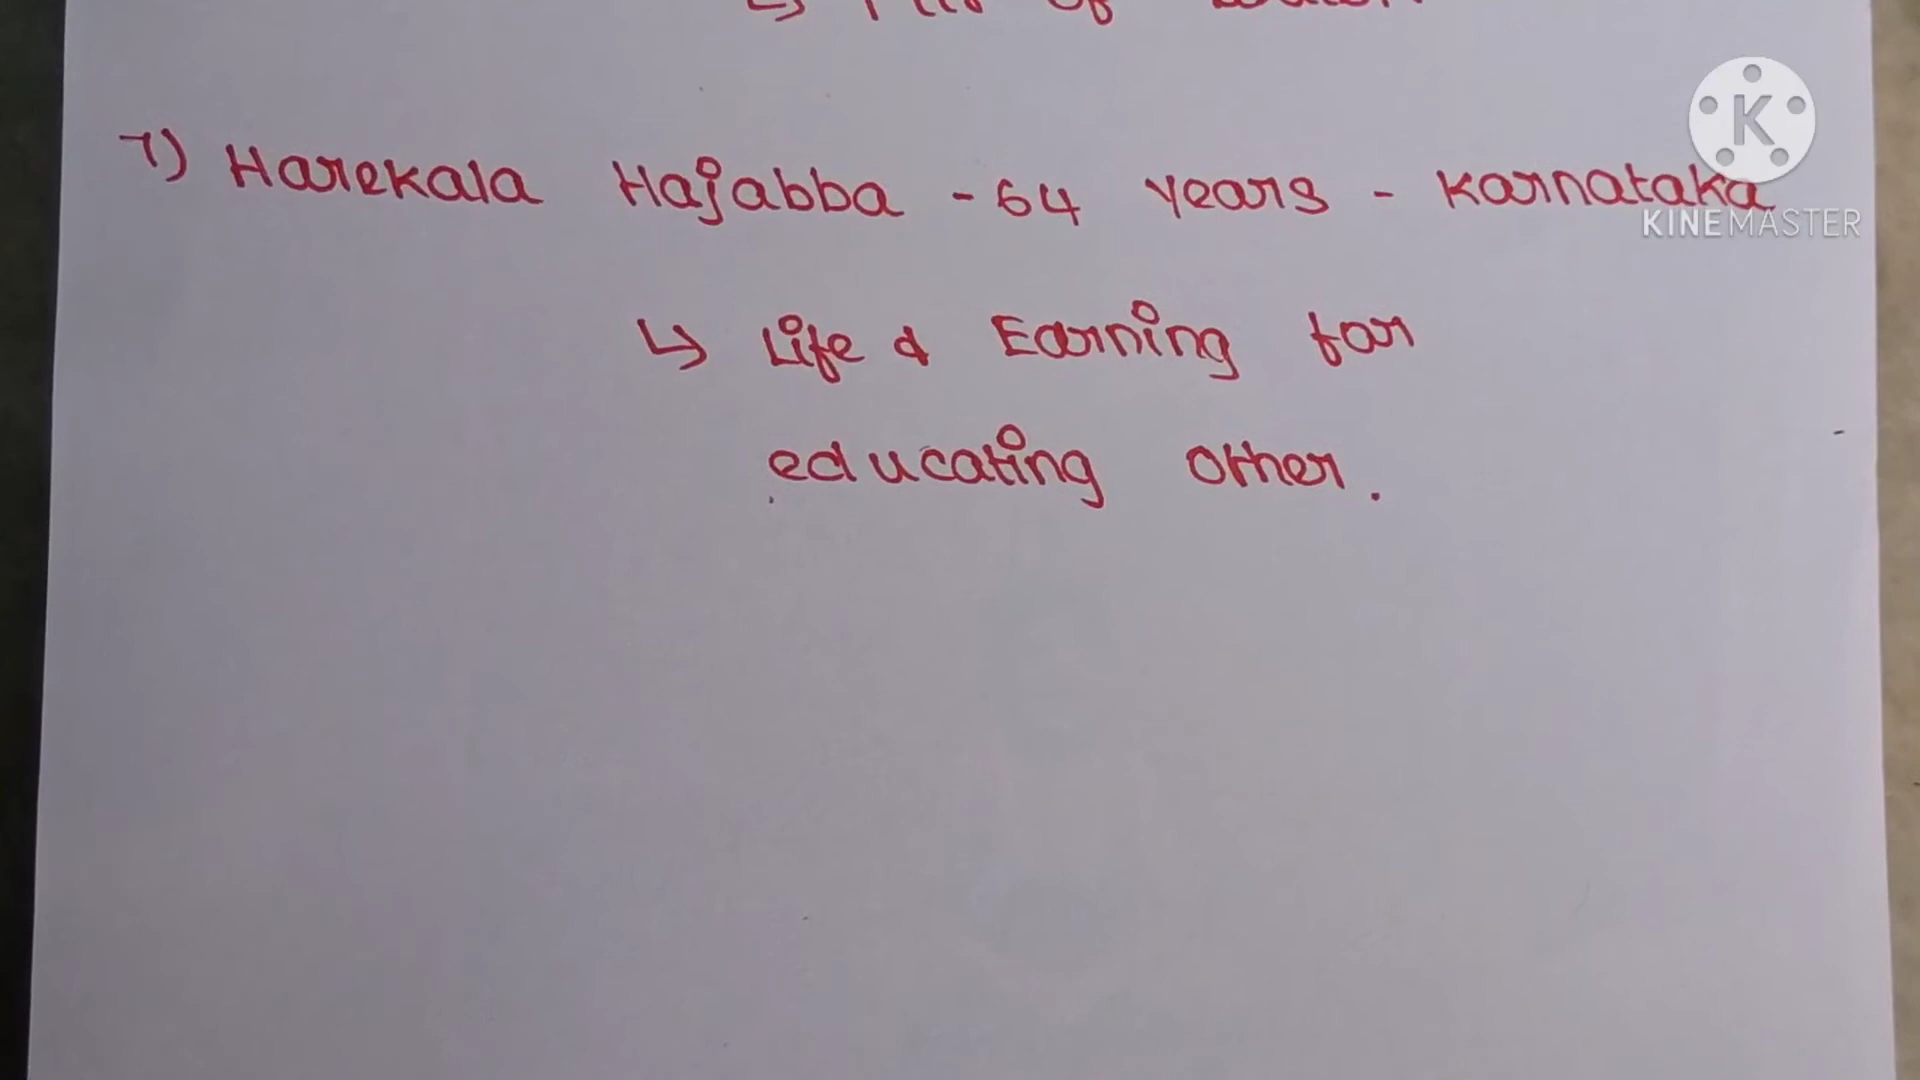 7) Harekala Hajabba - 64 years - Karnataka
KINEMASTER
↳ Life & Earning for
educating other.